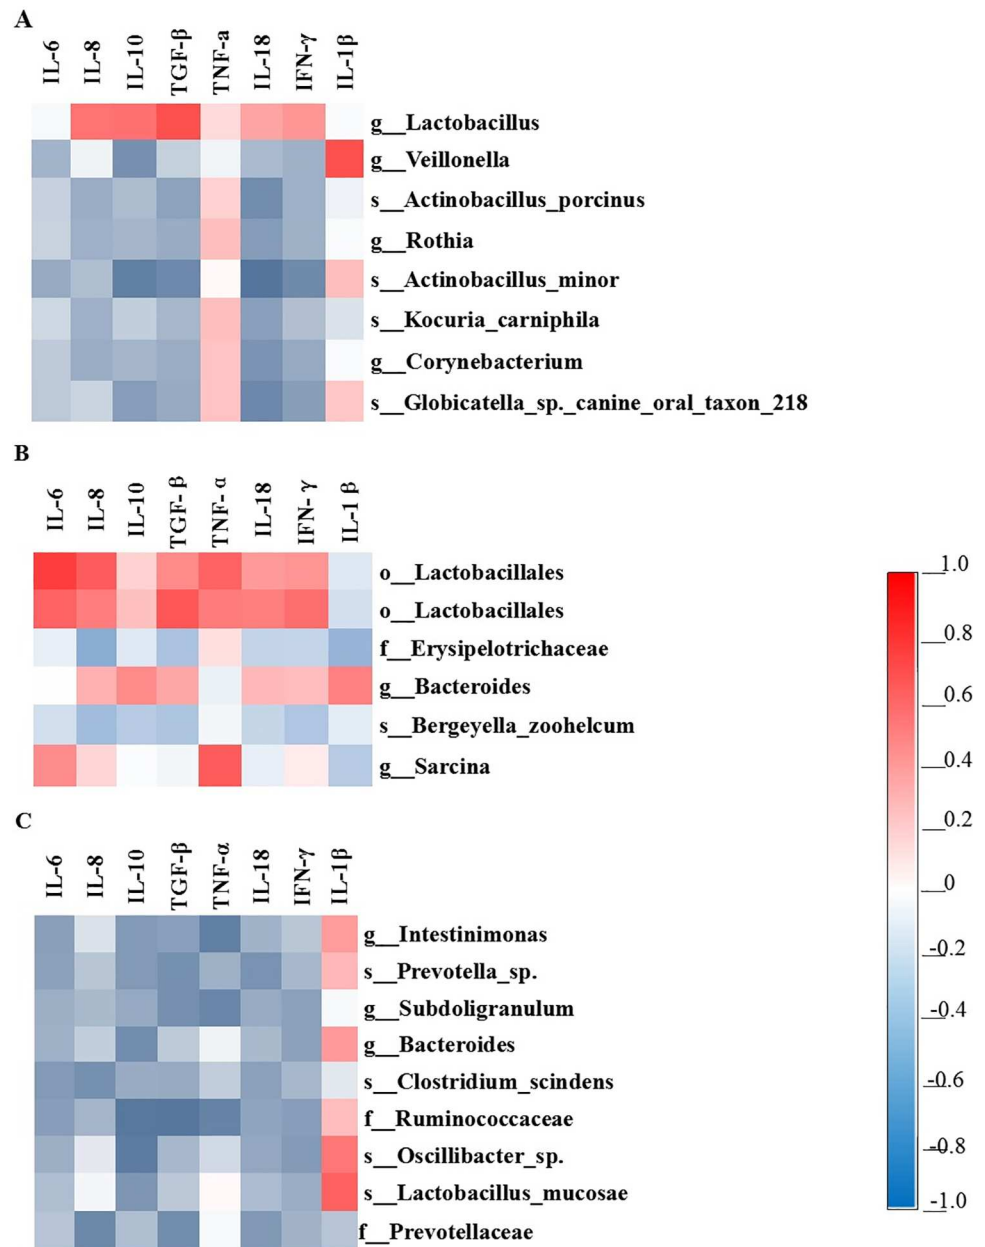 A
IL-6 IL-8 IL-10 TGF-β TNF-a IL-18 IFN-γ IL-1β
g__Lactobacillus
g__Veillonella
s__Actinobacillus_porcinus
g__Rothia
s__Actinobacillus_minor
s__Kocuria_carniphila
g__Corynebacterium
s__Globicatella_sp._canine_oral_taxon_218
B
IL-6 IL-8 IL-10 TGF- β TNF- α IL-18 IFN- γ IL-1 β
o__Lactobacillales
o__Lactobacillales
f__Erysipelotrichaceae
g__Bacteroides
s__Bergeyella_zoohelcum
g__Sarcina
C
IL-6 IL-8 IL-10 TGF-β TNF-α IL-18 IFN-γ IL-1β
g__Intestinimonas
s__Prevotella_sp.
g__Subdoligranulum
g__Bacteroides
s__Clostridium_scindens
f__Ruminococcaceae
s__Oscillibacter_sp.
s__Lactobacillus_mucosae
f__Prevotellaceae
1.0
0.8
0.6
0.4
0.2
0
-0.2
-0.4
-0.6
-0.8
-1.0